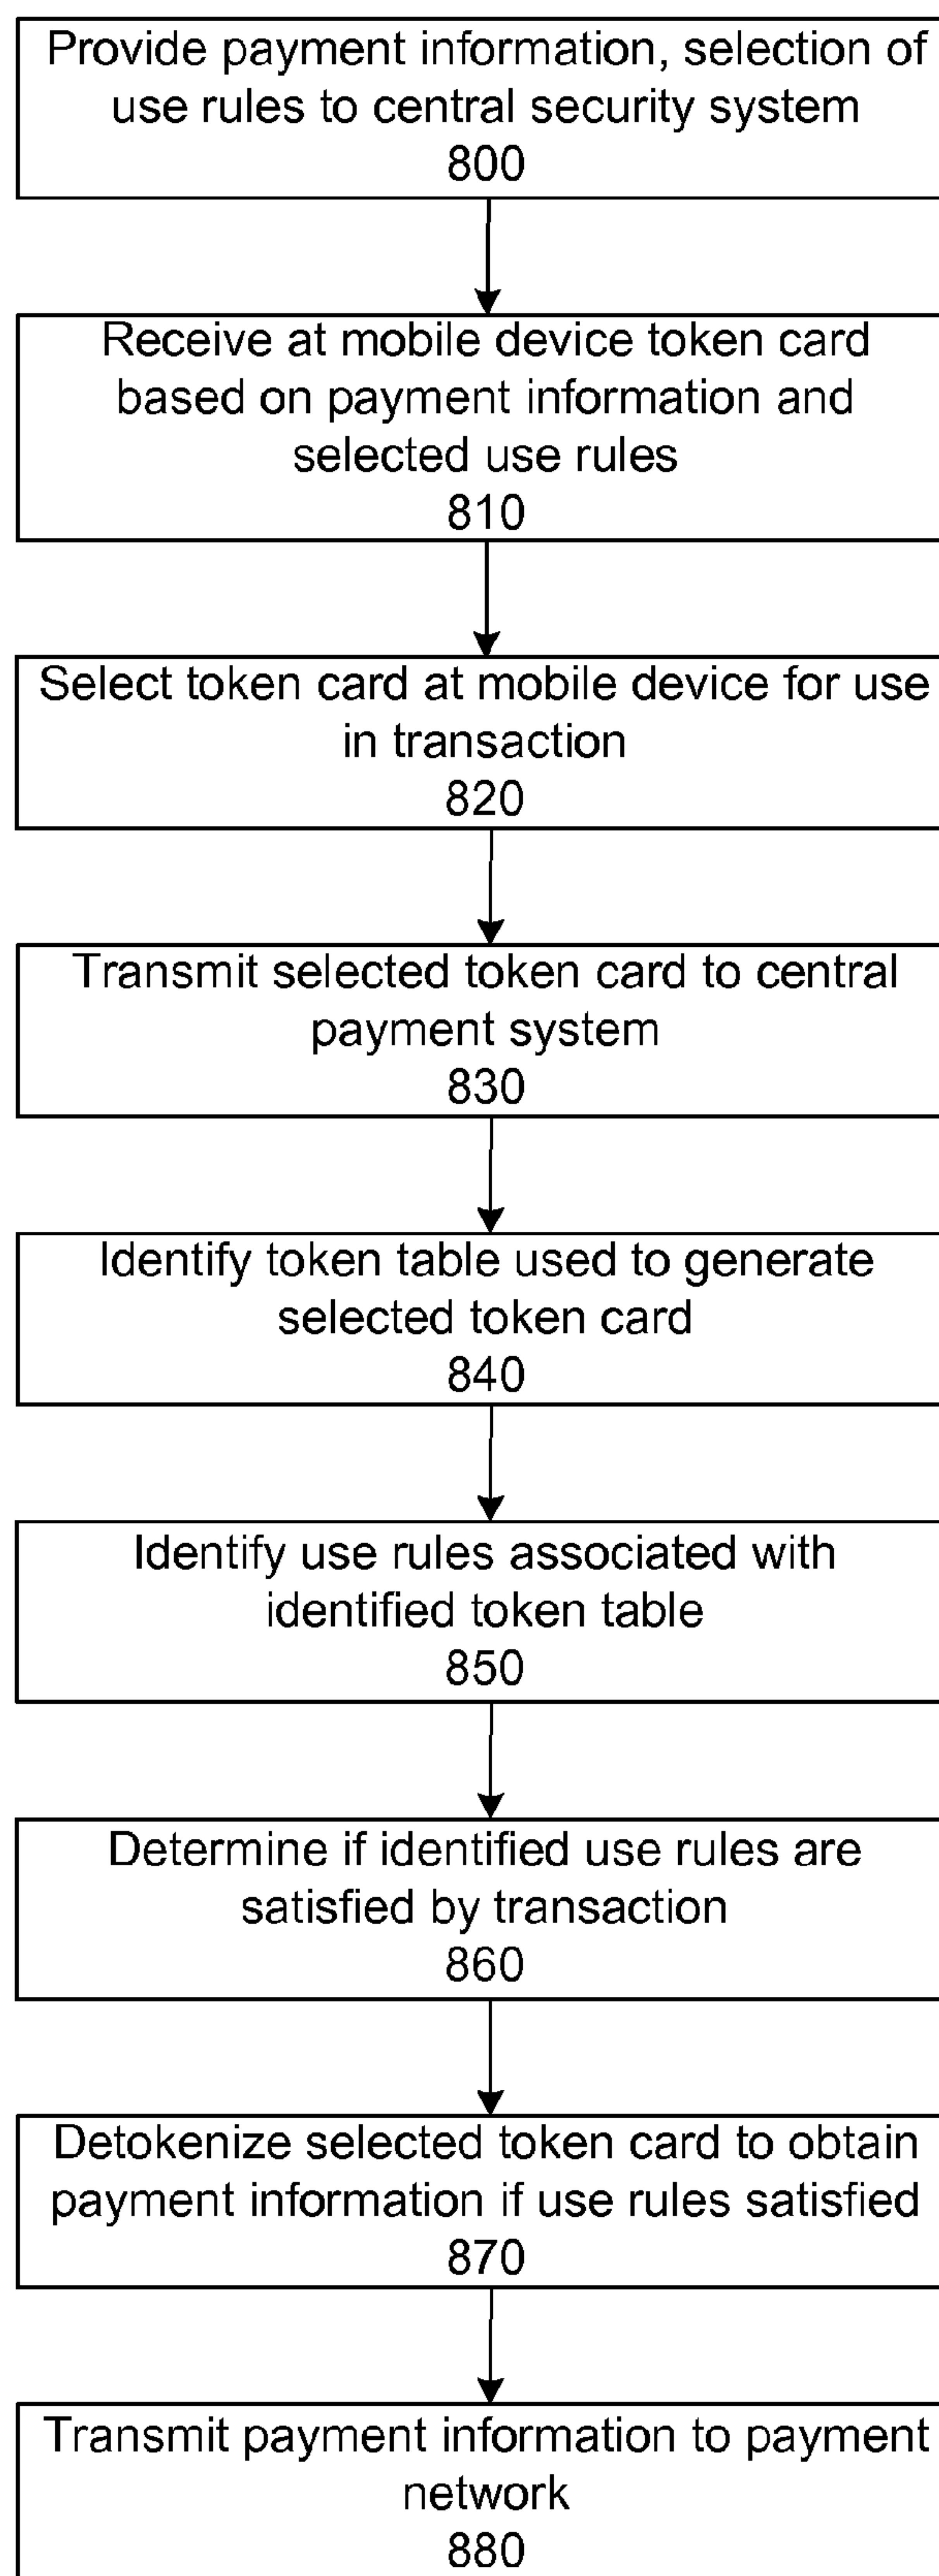 Provide payment information, selection of
use rules to central security system
800
Receive at mobile device token card
based on payment information and
selected use rules
810
Select token card at mobile device for use
in transaction
820
Transmit selected token card to central
payment system
830
Identify token table used to generate
selected token card
840
Identify use rules associated with
identified token table
850
Determine if identified use rules are
satisfied by transaction
860
Detokenize selected token card to obtain
payment information if use rules satisfied
870
Transmit payment information to payment
network
880